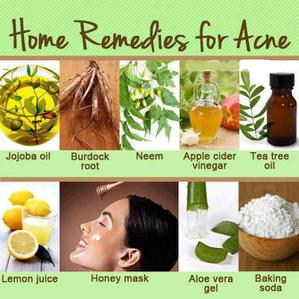 Home Remedies for Acne
Jojoba oil
Burdock
root
Neem
Apple cider
vinegar
Tea tree
oil
Lemon juice
Honey mask
Aloe vera
gel
Baking
soda